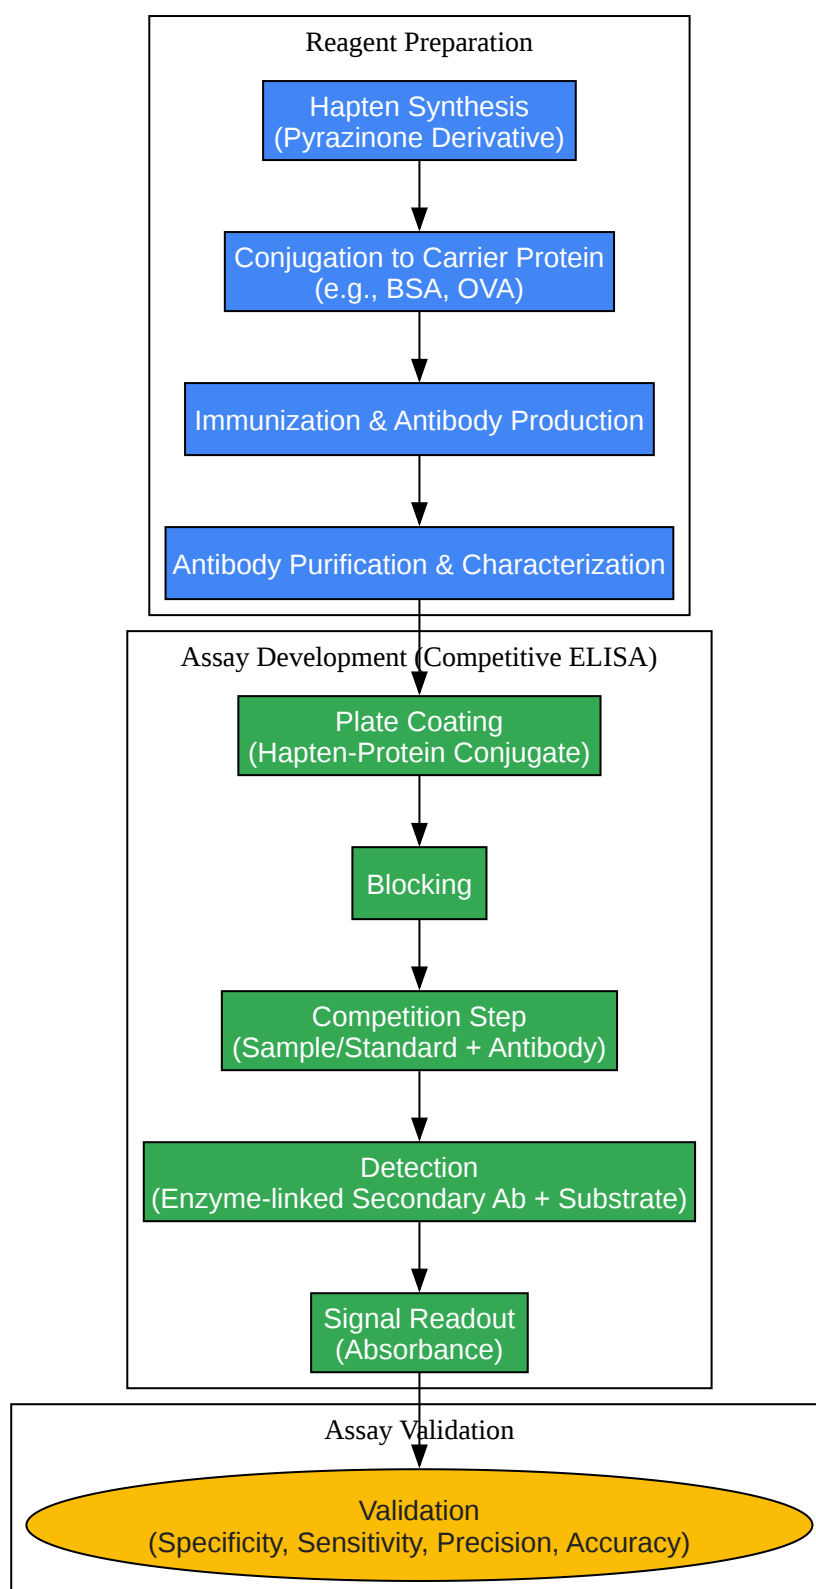 Reagent Preparation
Hapten Synthesis
(Pyrazinone Derivative)
Conjugation to Carrier Protein
(e.g., BSA, OVA)
Immunization & Antibody Production
Antibody Purification & Characterization
Assay Development (Competitive ELISA)
Plate Coating
(Hapten-Protein Conjugate)
Blocking
Competition Step
(Sample/Standard + Antibody)
Detection
(Enzyme-linked Secondary Ab + Substrate)
Signal Readout
(Absorbance)
Assay Validation
Validation
(Specificity, Sensitivity, Precision, Accuracy)